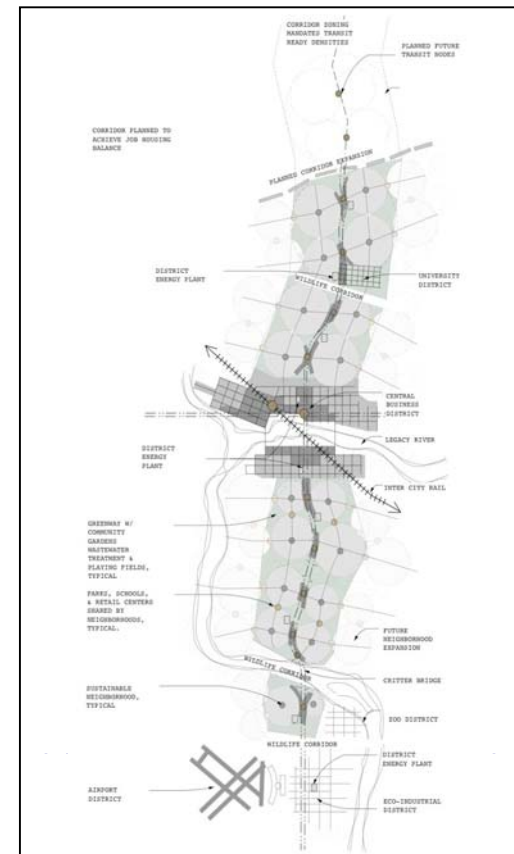 CORRIDOR ZONING
MANDATES TRANSIT
READY DENSITIES
PLANNED FUTURE
TRANSIT NODES
CORRIDOR PLANNED TO
ACHIEVE JOB HOUSING
BALANCE
PLANNED CORRIDOR EXPANSION
DISTRICT
ENERGY PLANT
UNIVERSITY
DISTRICT
WILDLIFE CORRIDOR
CENTRAL
BUSINESS
DISTRICT
LEGACY RIVER
DISTRICT
ENERGY
PLANT
INTER CITY RAIL
GREENWAY W/
COMMUNITY
GARDENS
WASTEWATER
TREATMENT &
PLAYING FIELDS,
TYPICAL
PARKS, SCHOOLS,
& RETAIL CENTERS
SHARED BY
NEIGHBORHOODS,
TYPICAL.
FUTURE
NEIGHBORHOOD
EXPANSION
WILDLIFE CORRIDOR
CRITTER BRIDGE
SUSTAINABLE
NEIGHBORHOOD,
TYPICAL
ZOO DISTRICT
WILDLIFE CORRIDOR
DISTRICT
ENERGY PLANT
AIRPORT
DISTRICT
ECO-INDUSTRIAL
DISTRICT